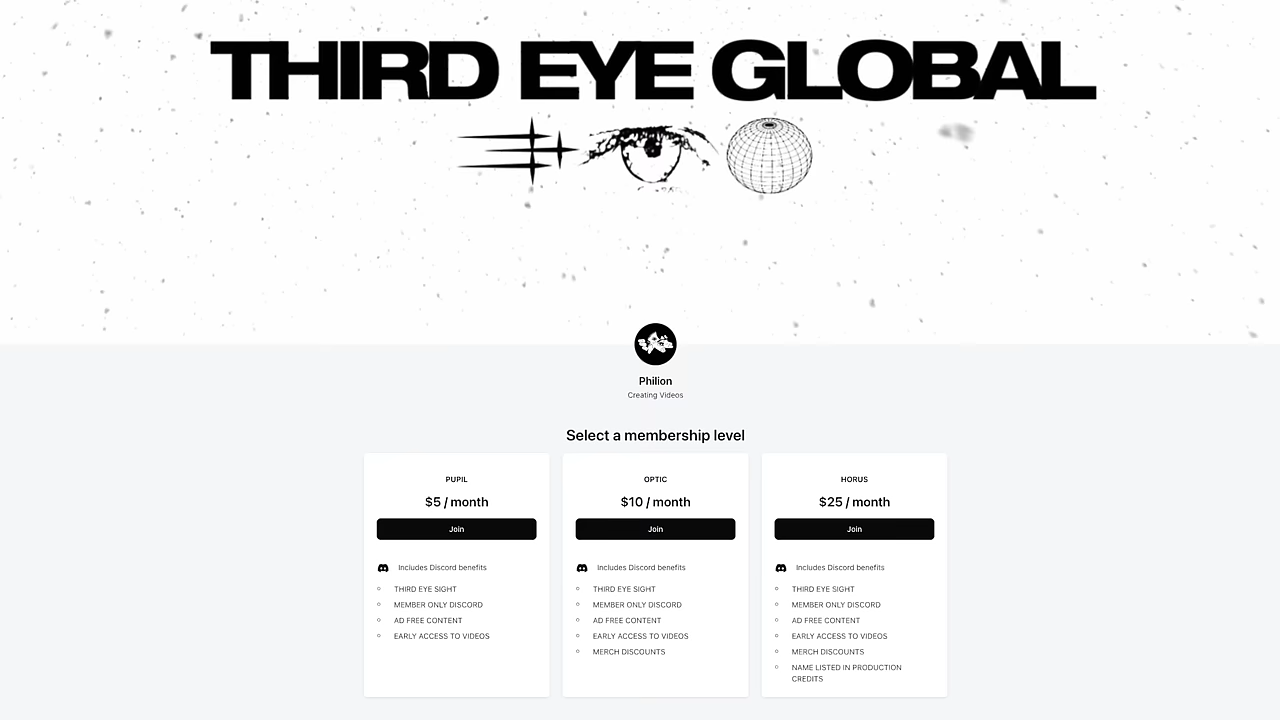 THIRD EYE GLOBAL
Philion
Creating Videos
Select a membership level
PUPIL
$5 / month
Join
Includes Discord benefits
THIRD EYE SIGHT
MEMBER ONLY DISCORD
AD FREE CONTENT
EARLY ACCESS TO VIDEOS
OPTIC
$10 / month
Join
Includes Discord benefits
THIRD EYE SIGHT
MEMBER ONLY DISCORD
AD FREE CONTENT
EARLY ACCESS TO VIDEOS
MERCH DISCOUNTS
HORUS
$25 / month
Join
Includes Discord benefits
THIRD EYE SIGHT
MEMBER ONLY DISCORD
AD FREE CONTENT
EARLY ACCESS TO VIDEOS
MERCH DISCOUNTS
NAME LISTED IN PRODUCTION
CREDITS